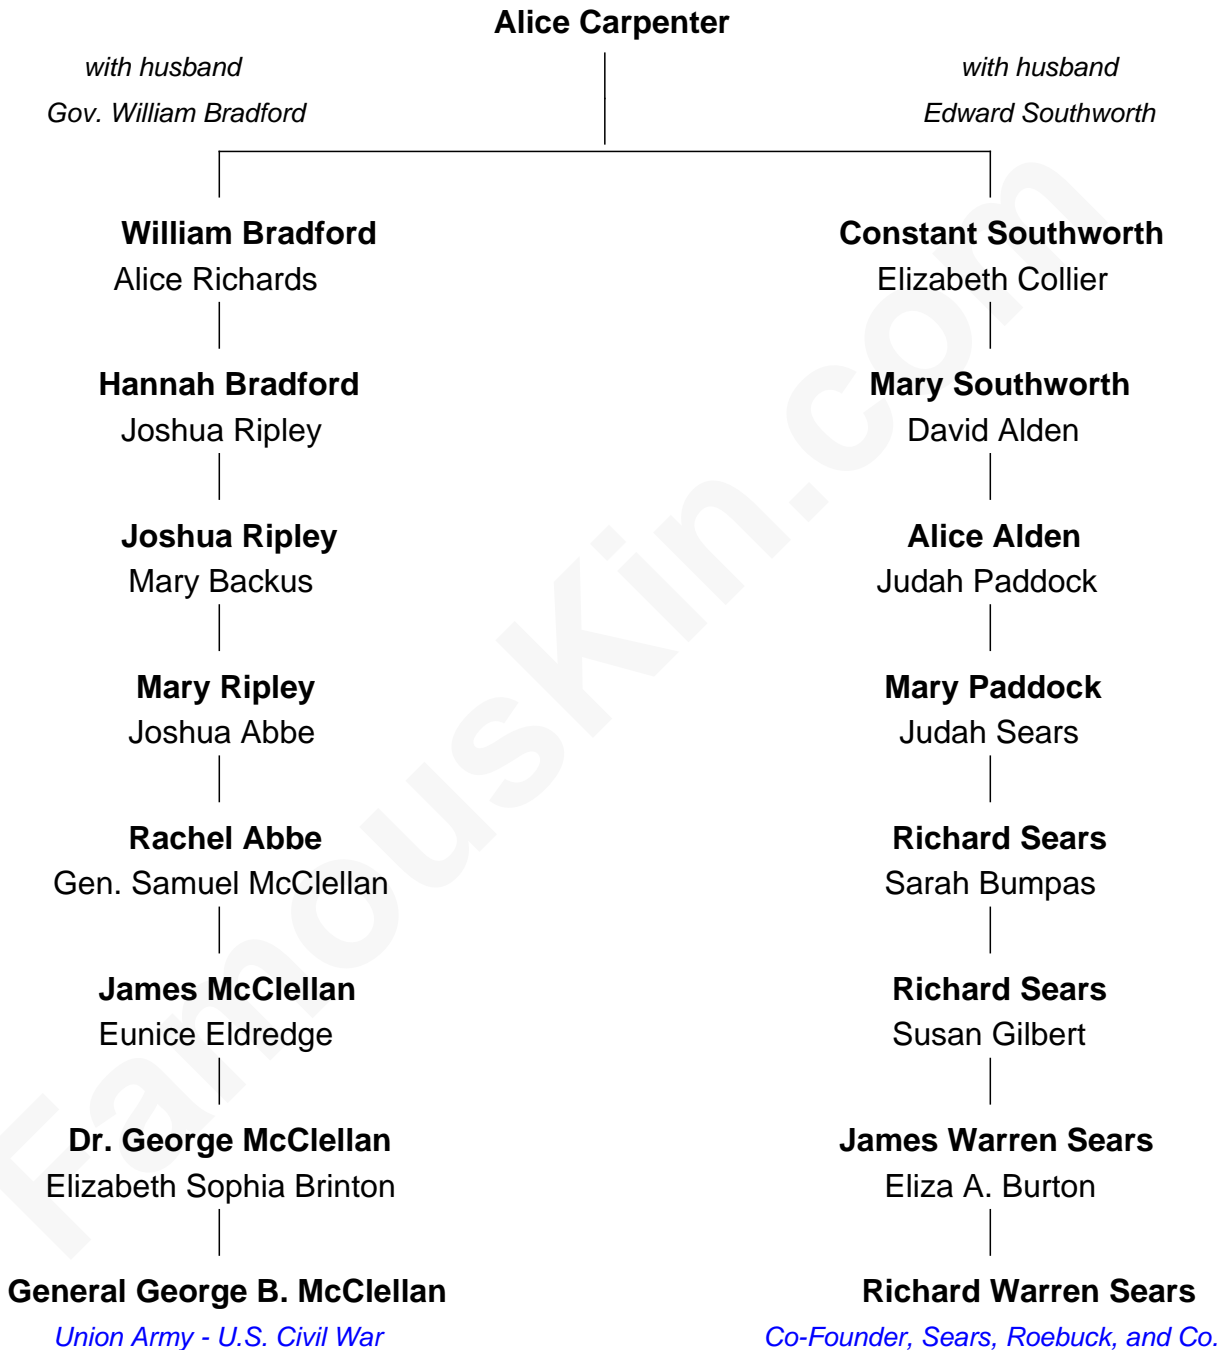 Alice Carpenter
with husband
Gov. William Bradford
with husband
Edward Southworth
William Bradford
Alice Richards
Constant Southworth
Elizabeth Collier
Hannah Bradford
Joshua Ripley
Mary Southworth
David Alden
Joshua Ripley
Mary Backus
Alice Alden
Judah Paddock
Mary Ripley
Joshua Abbe
Mary Paddock
Judah Sears
Rachel Abbe
Gen. Samuel McClellan
Richard Sears
Sarah Bumpas
James McClellan
Eunice Eldredge
Richard Sears
Susan Gilbert
Dr. George McClellan
Elizabeth Sophia Brinton
James Warren Sears
Eliza A. Burton
General George B. McClellan
Union Army - U.S. Civil War
Richard Warren Sears
Co-Founder, Sears, Roebuck, and Co.
FamousKin.com